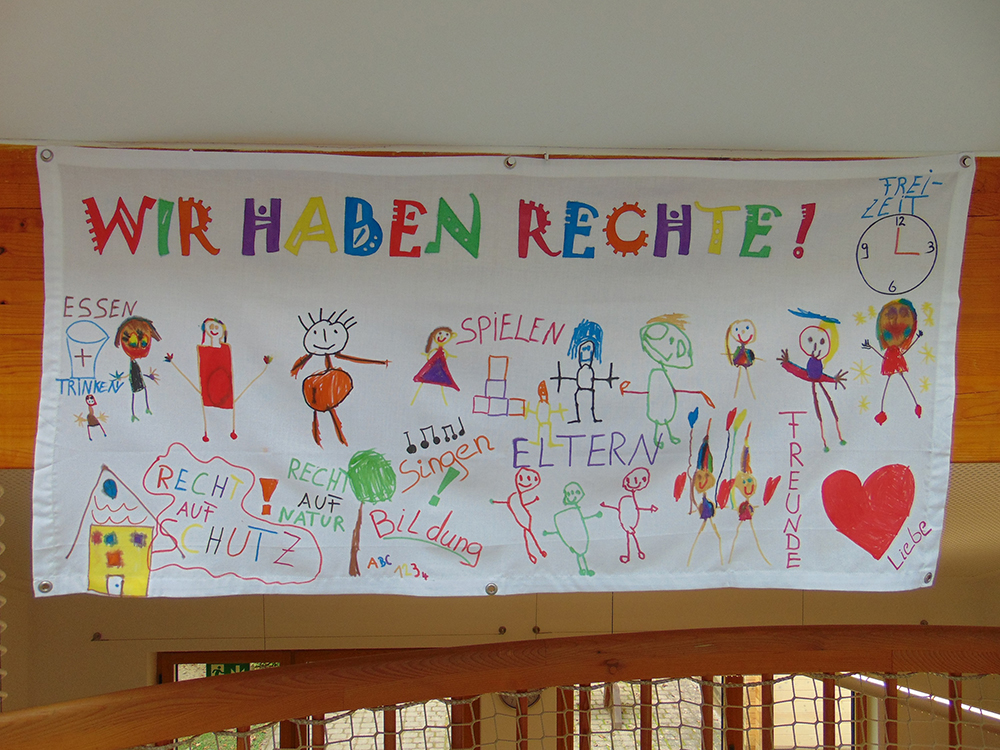 WIR HABEN RECHTE!
FREI-
ZEIT
12
9 3
6
ESSEN
TRINKEN
SPIELEN
ELTERN
FREUNDE
Singen
RECHT
AUF
SCHUTZ
!
RECHT
AUF
NATUR
!
Bildung
ABC 1234
Liebe